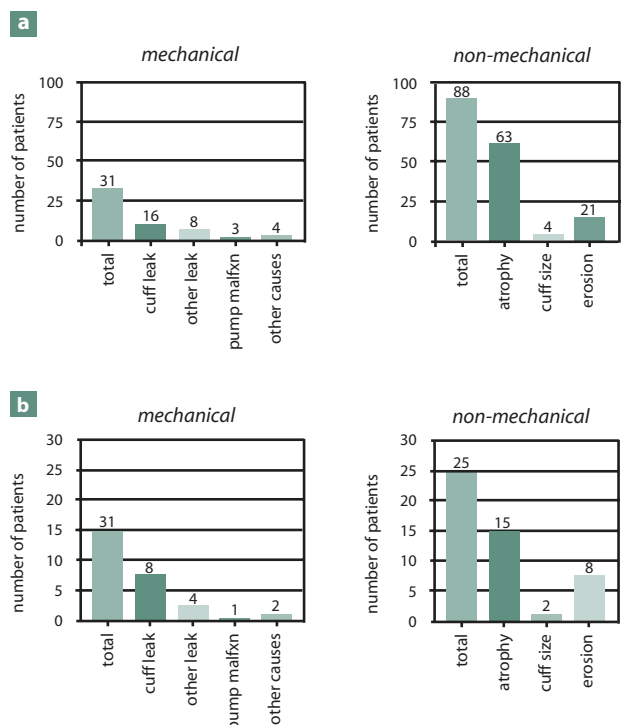 a
mechanical
number of patients
100
75
50
25
0
31
16
8
3
4
total
cuff leak
other leak
pump malfxn
other causes
non-mechanical
number of patients
100
75
50
25
0
88
63
4
21
total
atrophy
cuff size
erosion
b
mechanical
number of patients
30
25
20
15
10
5
0
31
8
4
1
2
total
cuff leak
other leak
pump malfxn
other causes
non-mechanical
number of patients
30
25
20
15
10
5
0
25
15
2
8
total
atrophy
cuff size
erosion